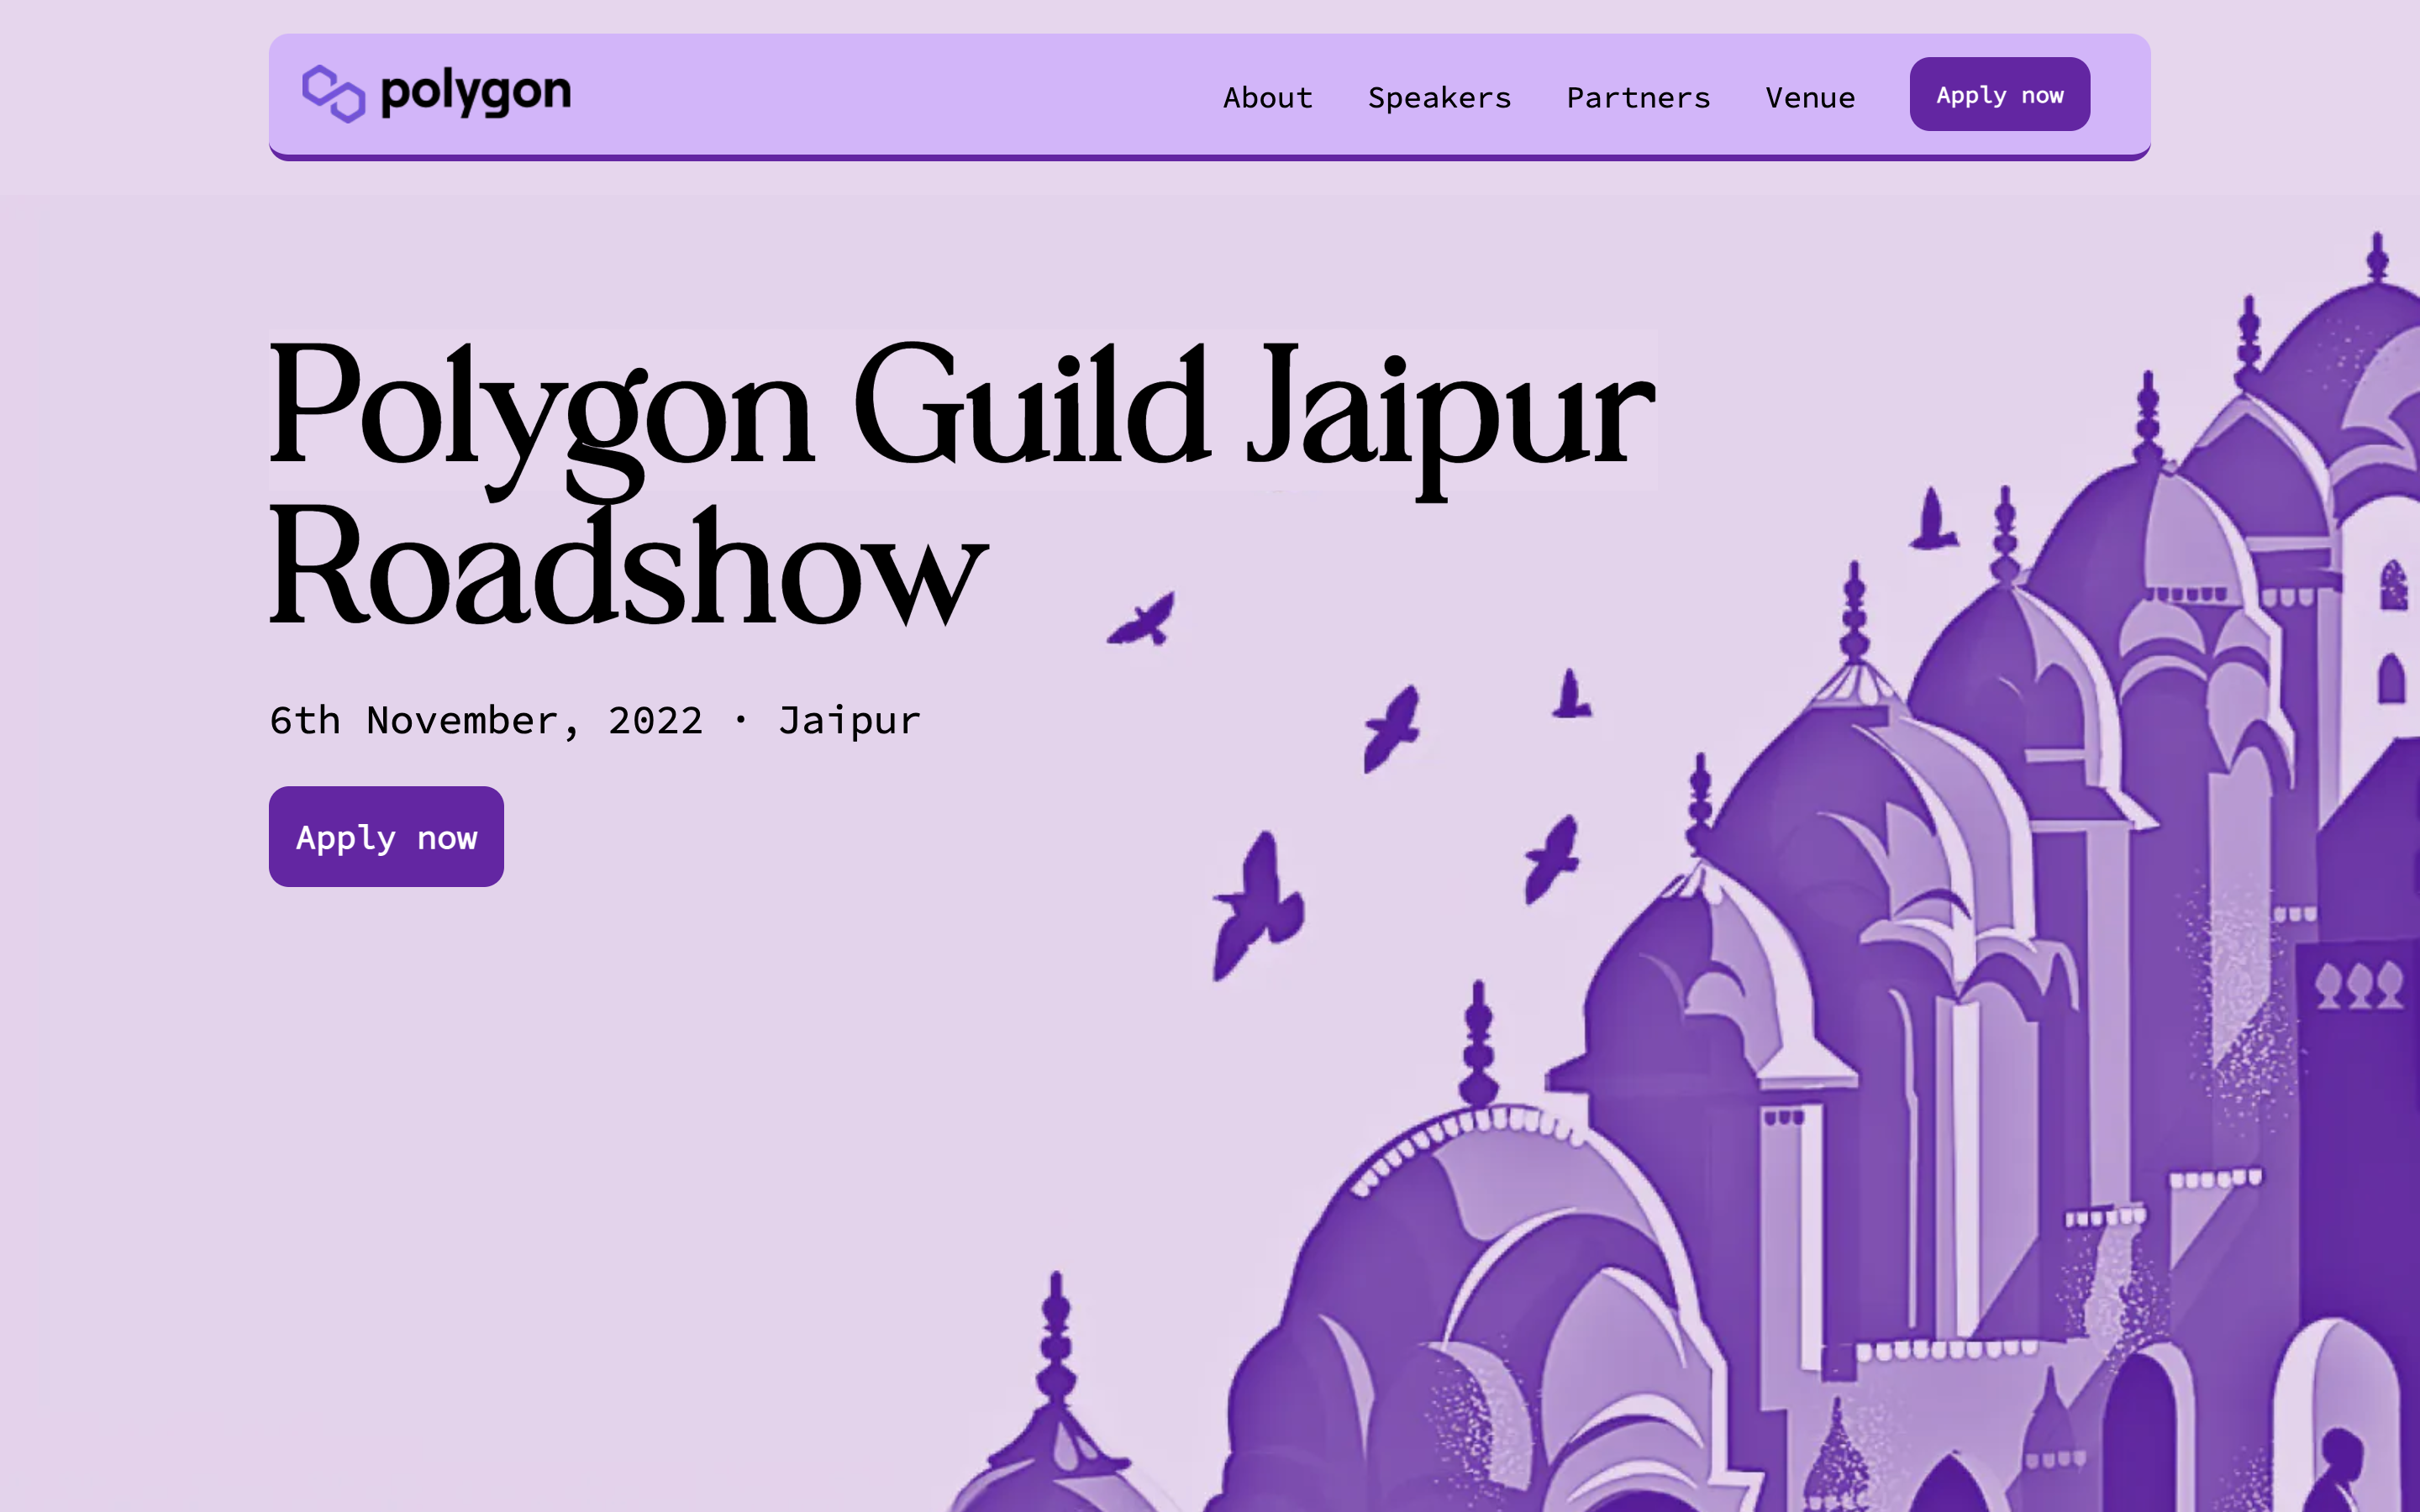 polygon
About Speakers Partners Venue Apply now
Polygon Guild Jaipur
Roadshow
6th November, 2022 · Jaipur
Apply now